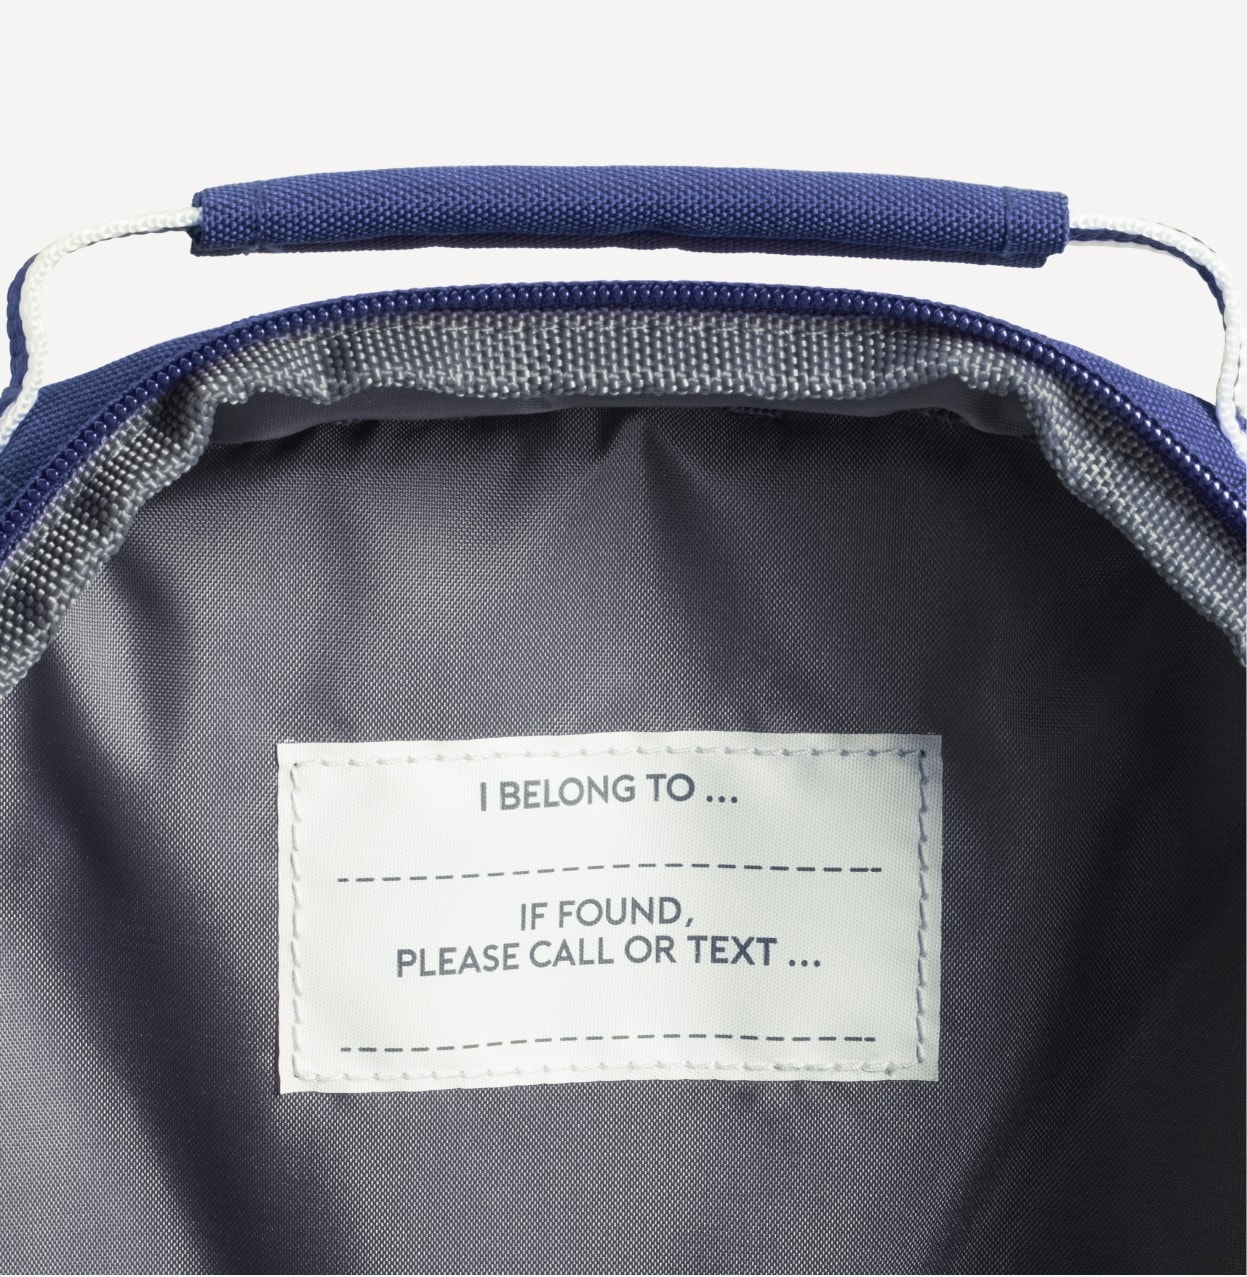 I BELONG TO ...
IF FOUND,
PLEASE CALL OR TEXT ...